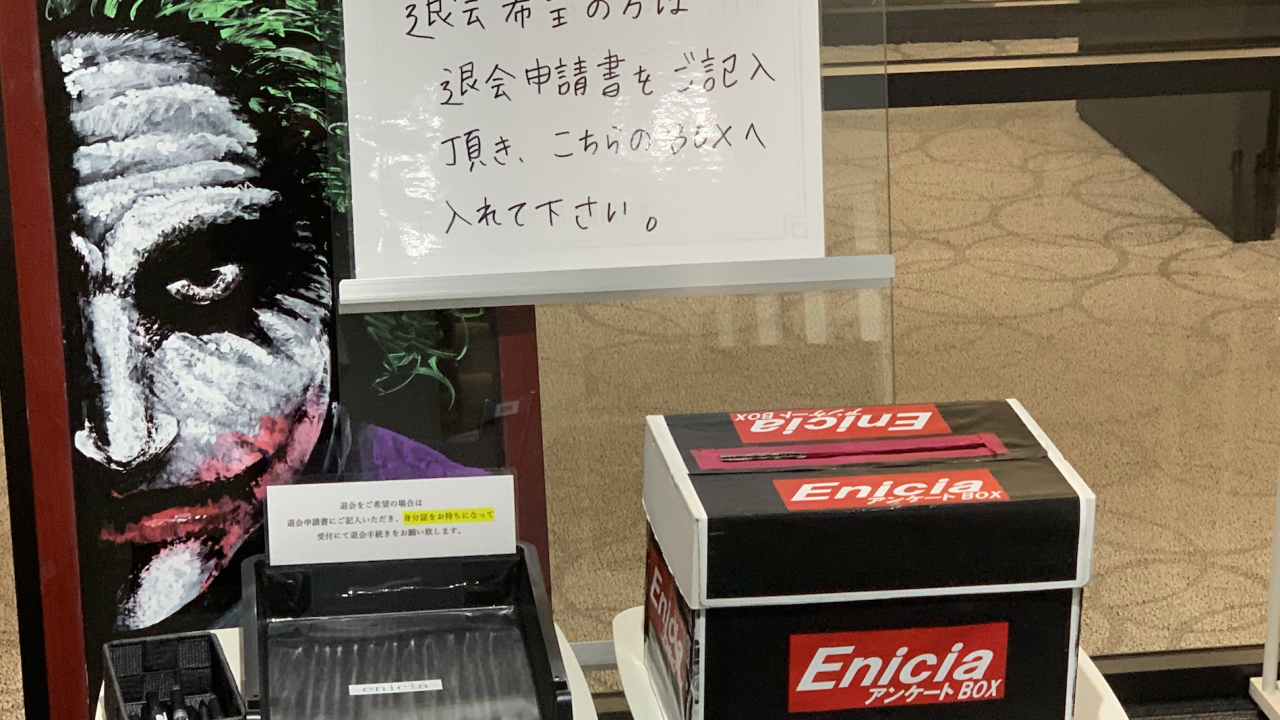 退会希望の方は
退会申請書をご記入
頂き、こちらのBOXへ
入れて下さい。
退会をご希望の場合は
退会申請書にご記入いただき、身分証をお持ちになって
受付にて退会手続きをお願い致します。
enicia
Enicia
アンケートBOX
Enicia
アンケートBOX
Enicia
Enicia
アンケートBOX